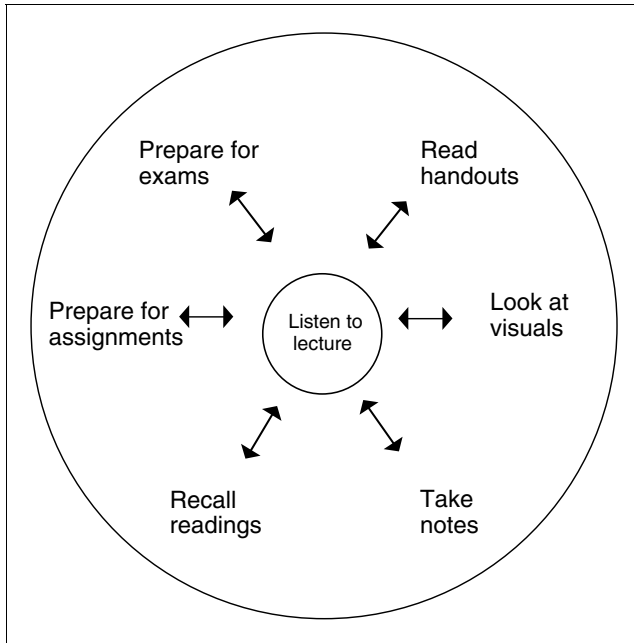 Prepare for
exams
Read
handouts
Prepare for
assignments
Listen to
lecture
Look at
visuals
Recall
readings
Take
notes